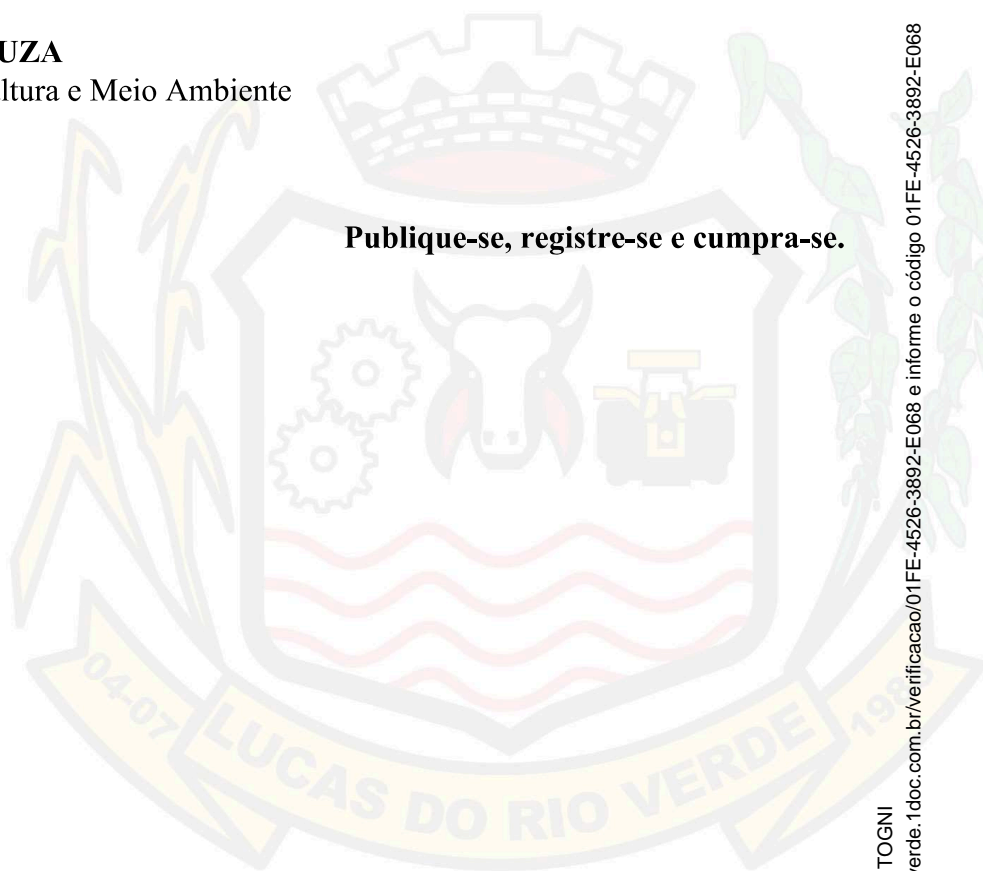 UZA
ltura e Meio Ambiente
Publique-se, registre-se e cumpra-se.
04-07 LUCAS DO RIO VERDE 1988
TOGNI
verde.1doc.com.br/verificacao/01FE-4526-3892-E068 e informe o código 01FE-4526-3892-E068